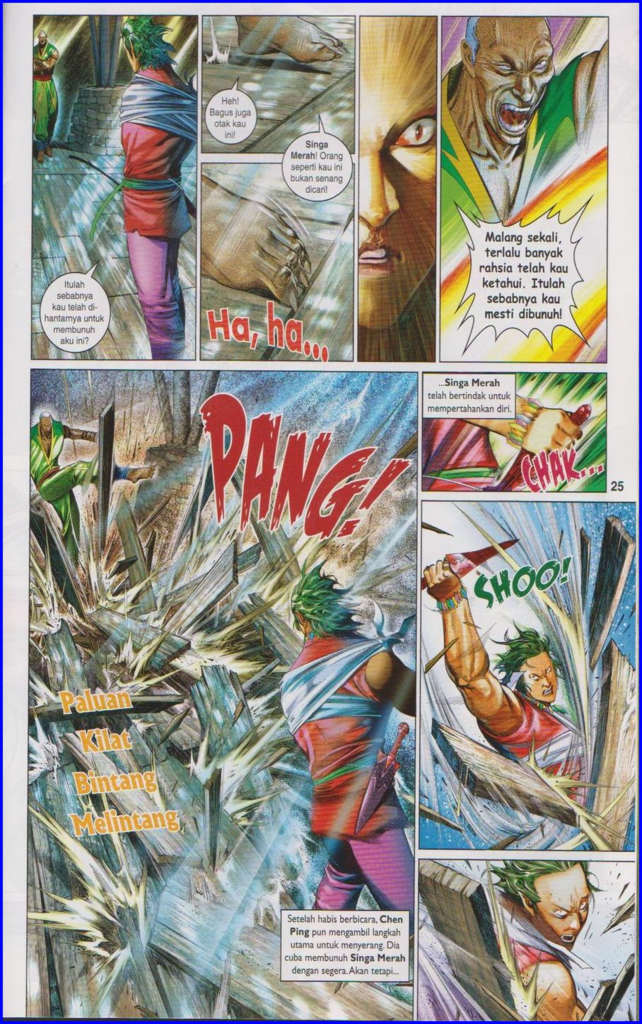 Itulah
sebabnya
kau telah di-
hantarnya untuk
membunuh
aku ini?
Heh!
Bagus juga
otak kau
ini!
Singa
Merah! Orang
seperti kau ini
bukan senang
dicari!
Ha, ha...
Malang sekali,
terlalu banyak
rahsia telah kau
ketahui. Itulah
sebabnya kau
mesti dibunuh!
PANG!
Paluan
Kilat
Bintang
Melintang
Setelah habis berbicara, Chen
Ping pun mengambil langkah
utama untuk menyerang. Dia
cuba membunuh Singa Merah
dengan segera. Akan tetapi...
...Singa Merah
telah bertindak untuk
mempertahankan diri.
CHAK...
25
SHOO!